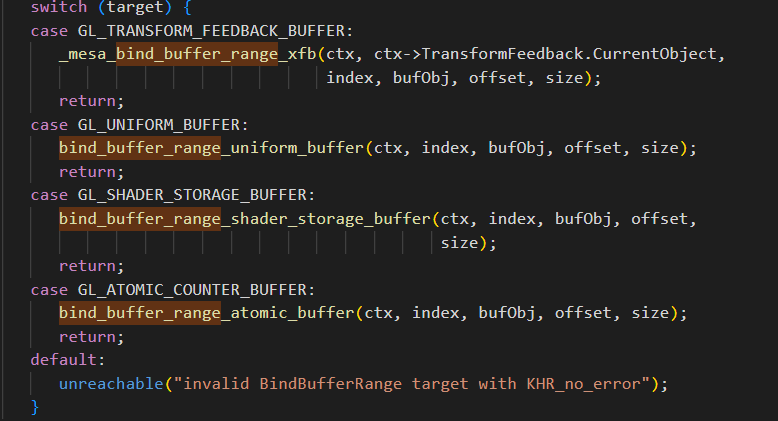 switch (target) {
case GL_TRANSFORM_FEEDBACK_BUFFER:
_mesa_bind_buffer_range_xfb(ctx, ctx->TransformFeedback.CurrentObject,
index, bufObj, offset, size);
return;
case GL_UNIFORM_BUFFER:
bind_buffer_range_uniform_buffer(ctx, index, bufObj, offset, size);
return;
case GL_SHADER_STORAGE_BUFFER:
bind_buffer_range_shader_storage_buffer(ctx, index, bufObj, offset,
size);
return;
case GL_ATOMIC_COUNTER_BUFFER:
bind_buffer_range_atomic_buffer(ctx, index, bufObj, offset, size);
return;
default:
unreachable("invalid BindBufferRange target with KHR_no_error");
}